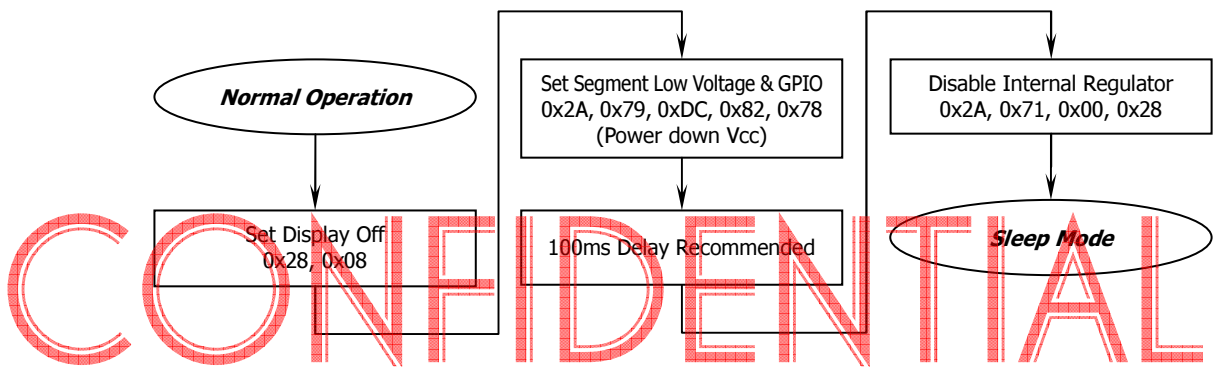 Normal Operation
Set Display Off
0x28, 0x08
Set Segment Low Voltage & GPIO
0x2A, 0x79, 0xDC, 0x82, 0x78
(Power down Vcc)
100ms Delay Recommended
Disable Internal Regulator
0x2A, 0x71, 0x00, 0x28
Sleep Mode
CONFIDENTIAL